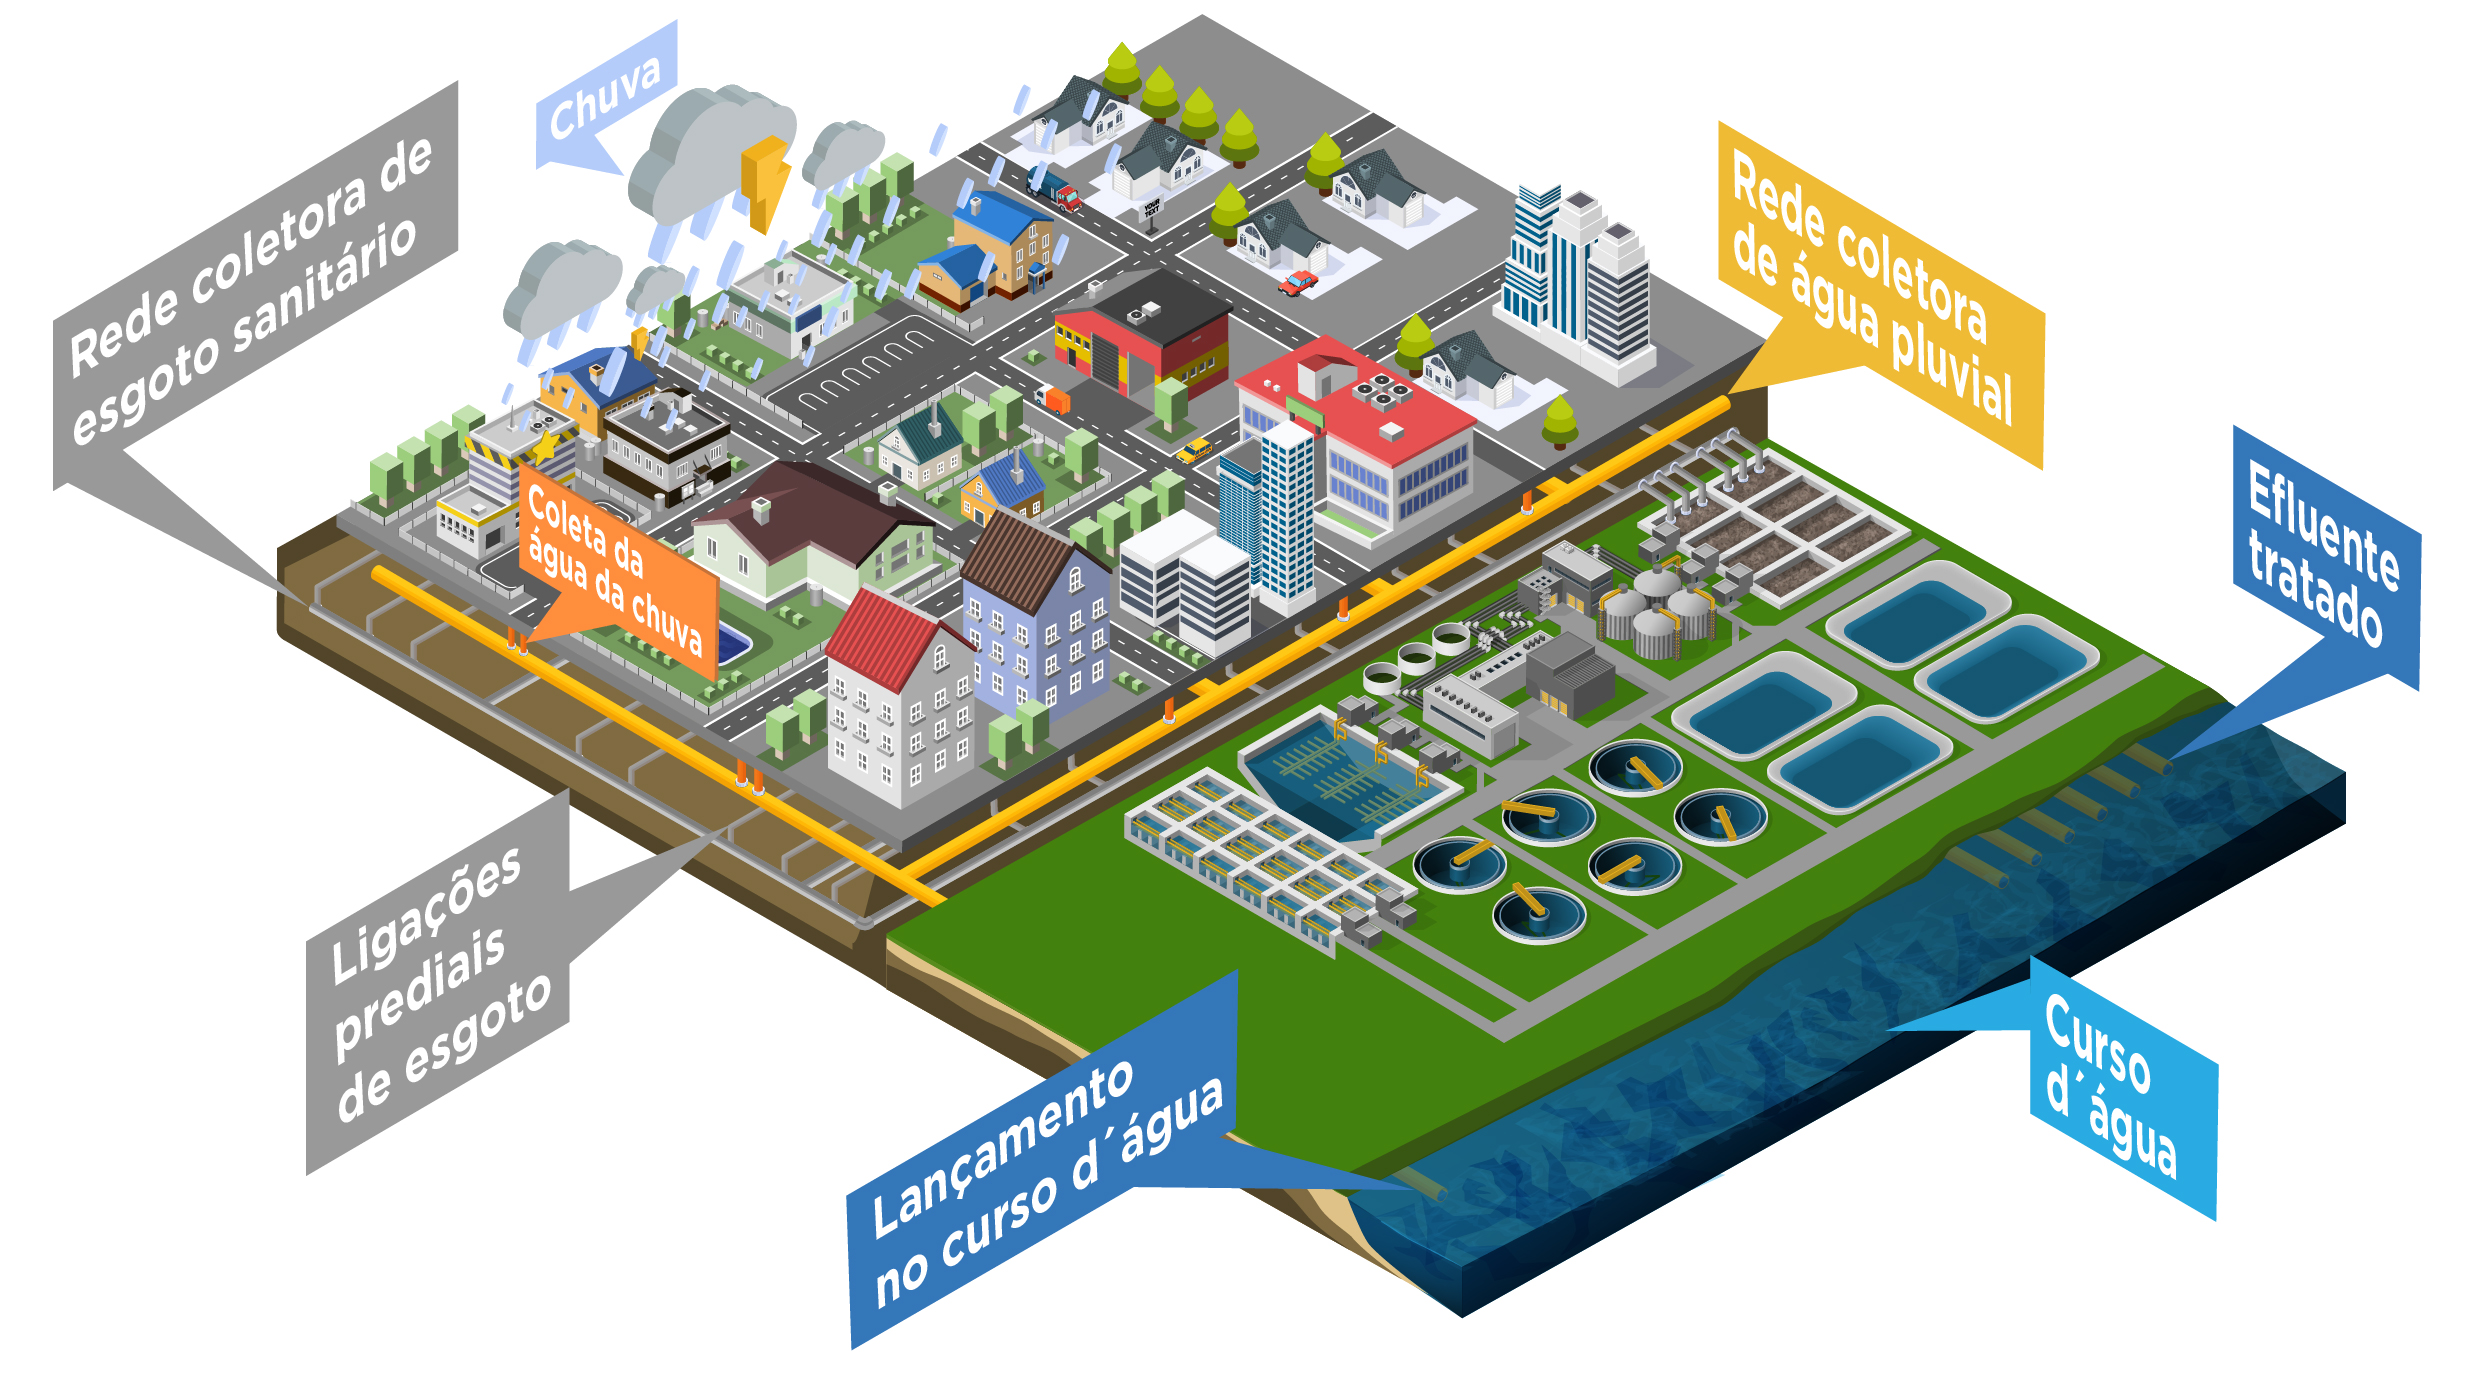 Chuva
Rede coletora de
esgoto sanitário
Rede coletora
de água pluvial
YOUR
TEXT
Coleta da
água da chuva
Efluente
tratado
Ligações
prediais
de esgoto
Lançamento
no curso d´água
Curso
d´água